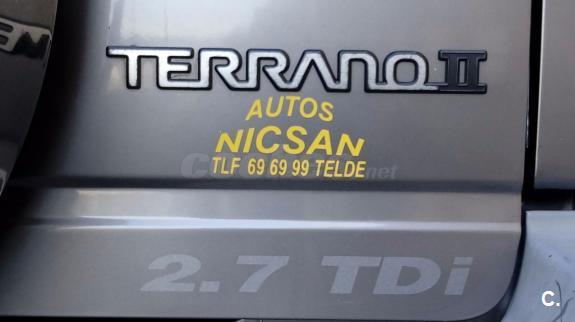 TERRANO II
AUTOS
NICSAN
TLF 69 69 99 TELDE
2.7 TDi
c.